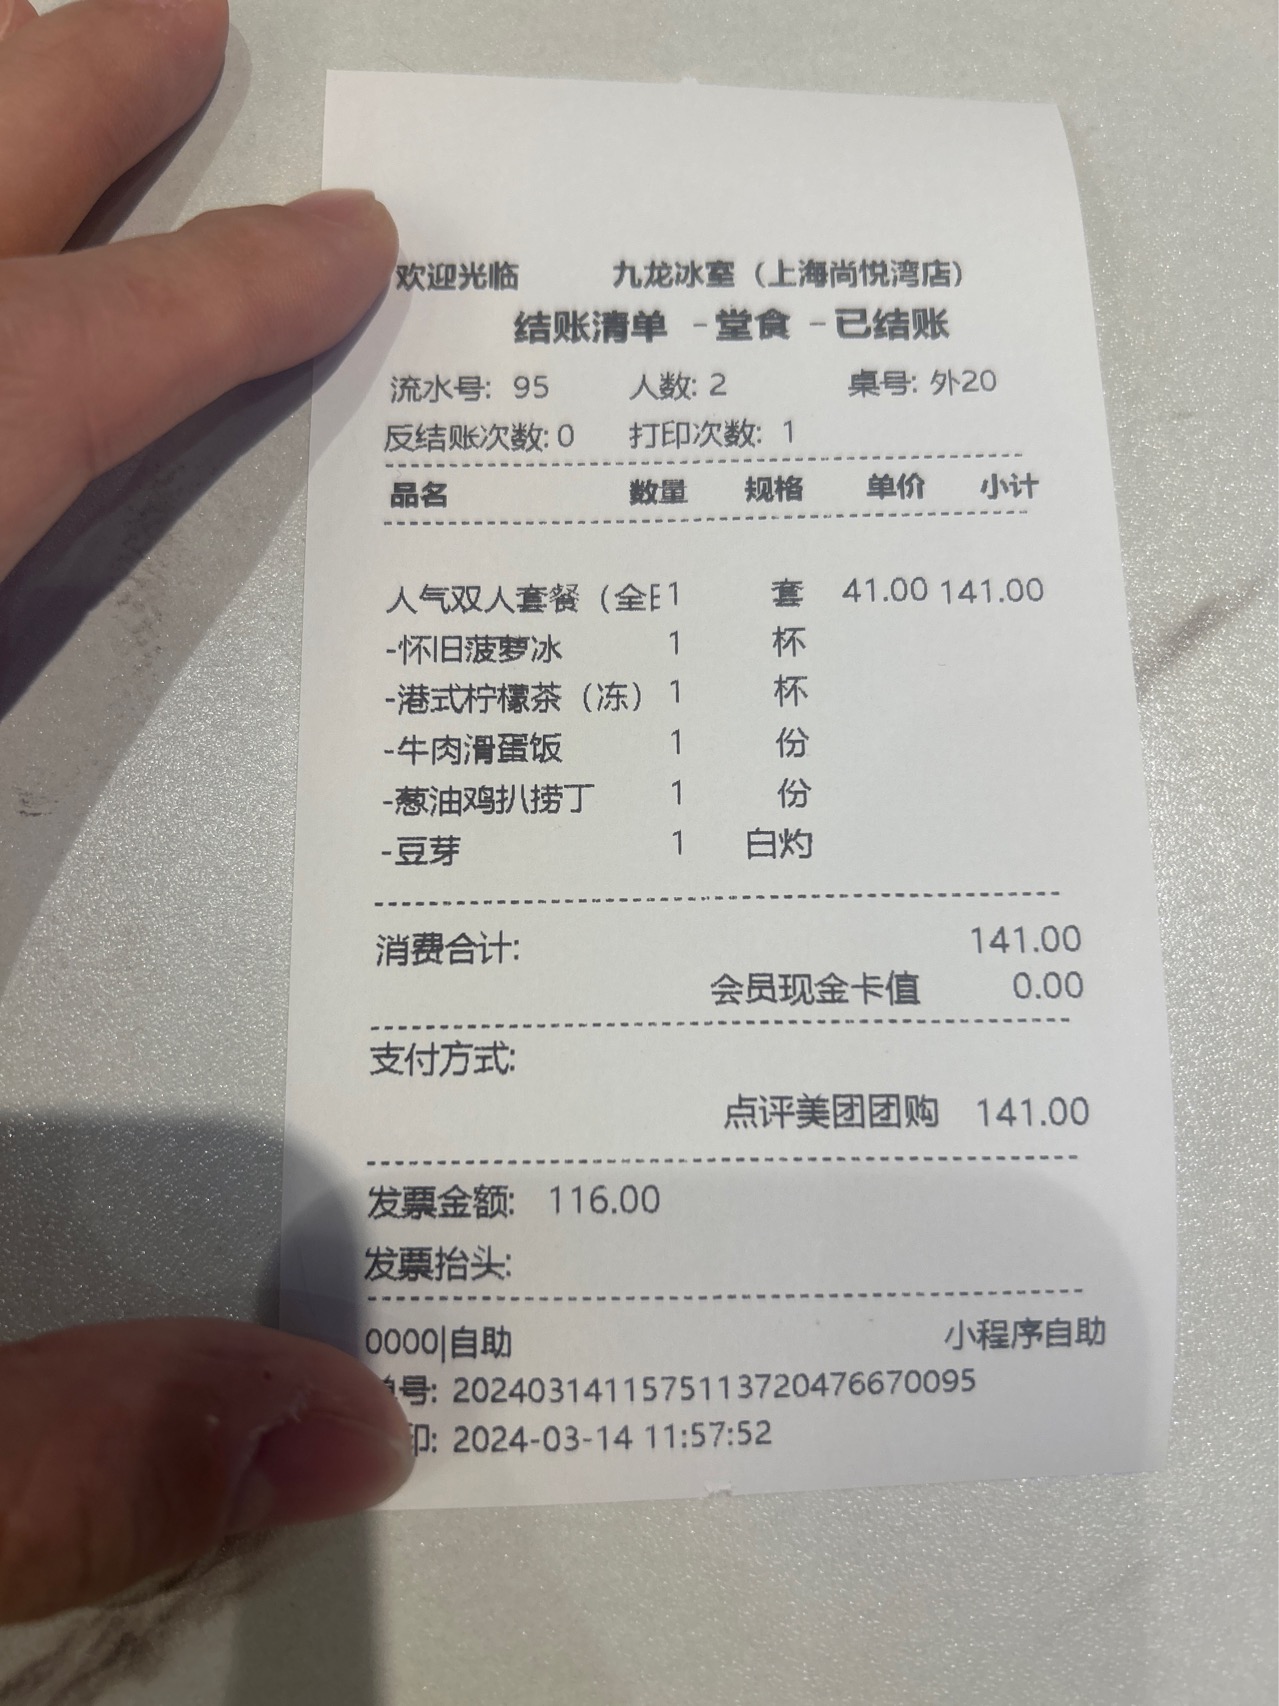 欢迎光临 九龙冰室（上海尚悦湾店）
结账清单 -堂食 -已结账
流水号: 95 人数: 2 桌号: 外20
反结账次数: 0 打印次数: 1
品名 数量 规格 单价 小计
人气双人套餐（全 1 套 41.00 141.00
-怀旧菠萝冰 1 杯
-港式柠檬茶（冻） 1 杯
-牛肉滑蛋饭 1 份
-葱油鸡扒捞丁 1 份
-豆芽 1 白灼
消费合计: 141.00
会员现金卡值 0.00
支付方式:
点评美团团购 141.00
发票金额: 116.00
发票抬头:
0000|自助 小程序自助
号: 2024031411575113720476670095
印: 2024-03-14 11:57:52